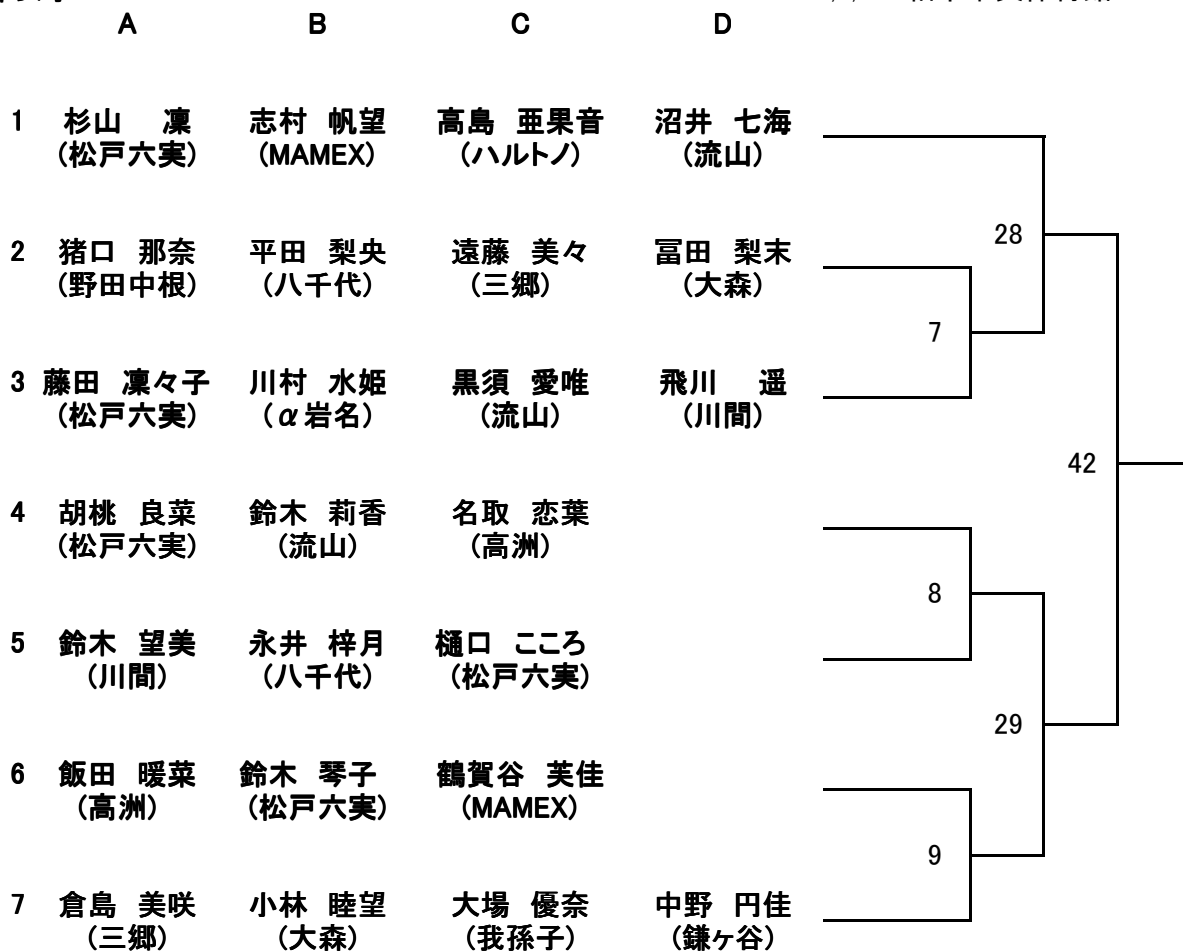 A B C D
1 杉山 凜 志村 帆望 高島 亜果音 沼井 七海
(松戸六実) (MAMEX) (ハルトノ) (流山)
28
2 猪口 那奈 平田 梨央 遠藤 美々 冨田 梨末
(野田中根) (八千代) (三郷) (大森)
7
3 藤田 凜々子 川村 水姫 黒須 愛唯 飛川 遥
(松戸六実) (α岩名) (流山) (川間)
42
4 胡桃 良菜 鈴木 莉香 名取 恋葉
(松戸六実) (流山) (高洲)
8
5 鈴木 望美 永井 梓月 樋口 こころ
(川間) (八千代) (松戸六実)
29
6 飯田 暖菜 鈴木 琴子 鶴賀谷 芙佳
(高洲) (松戸六実) (MAMEX)
9
7 倉島 美咲 小林 睦望 大場 優奈 中野 円佳
(三郷) (大森) (我孫子) (鎌ヶ谷)